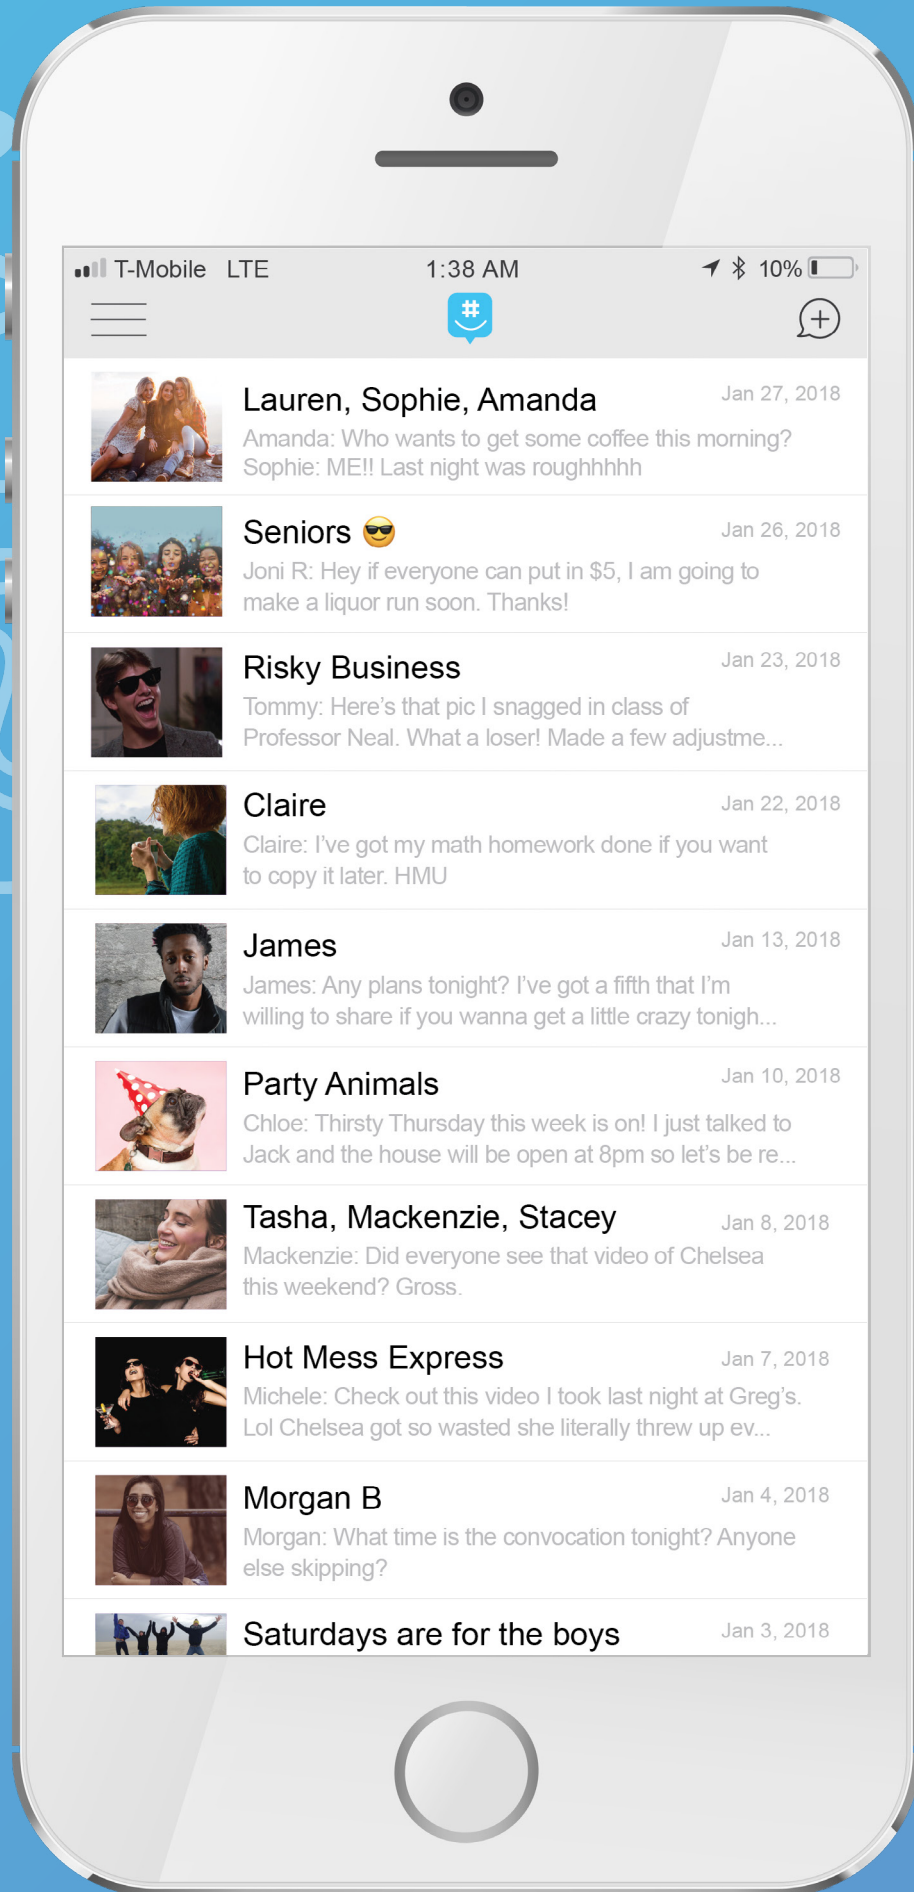 T-Mobile LTE 1:38 AM 10%
#
Lauren, Sophie, Amanda Jan 27, 2018
Amanda: Who wants to get some coffee this morning?
Sophie: ME!! Last night was roughhhhh
Seniors 😎 Jan 26, 2018
Joni R: Hey if everyone can put in $5, I am going to
make a liquor run soon. Thanks!
Risky Business Jan 23, 2018
Tommy: Here's that pic I snagged in class of
Professor Neal. What a loser! Made a few adjustme...
Claire Jan 22, 2018
Claire: I've got my math homework done if you want
to copy it later. HMU
James Jan 13, 2018
James: Any plans tonight? I've got a fifth that I'm
willing to share if you wanna get a little crazy tonigh...
Party Animals Jan 10, 2018
Chloe: Thirsty Thursday this week is on! I just talked to
Jack and the house will be open at 8pm so let's be re...
Tasha, Mackenzie, Stacey Jan 8, 2018
Mackenzie: Did everyone see that video of Chelsea
this weekend? Gross.
Hot Mess Express Jan 7, 2018
Michele: Check out this video I took last night at Greg's.
Lol Chelsea got so wasted she literally threw up ev...
Morgan B Jan 4, 2018
Morgan: What time is the convocation tonight? Anyone
else skipping?
Saturdays are for the boys Jan 3, 2018